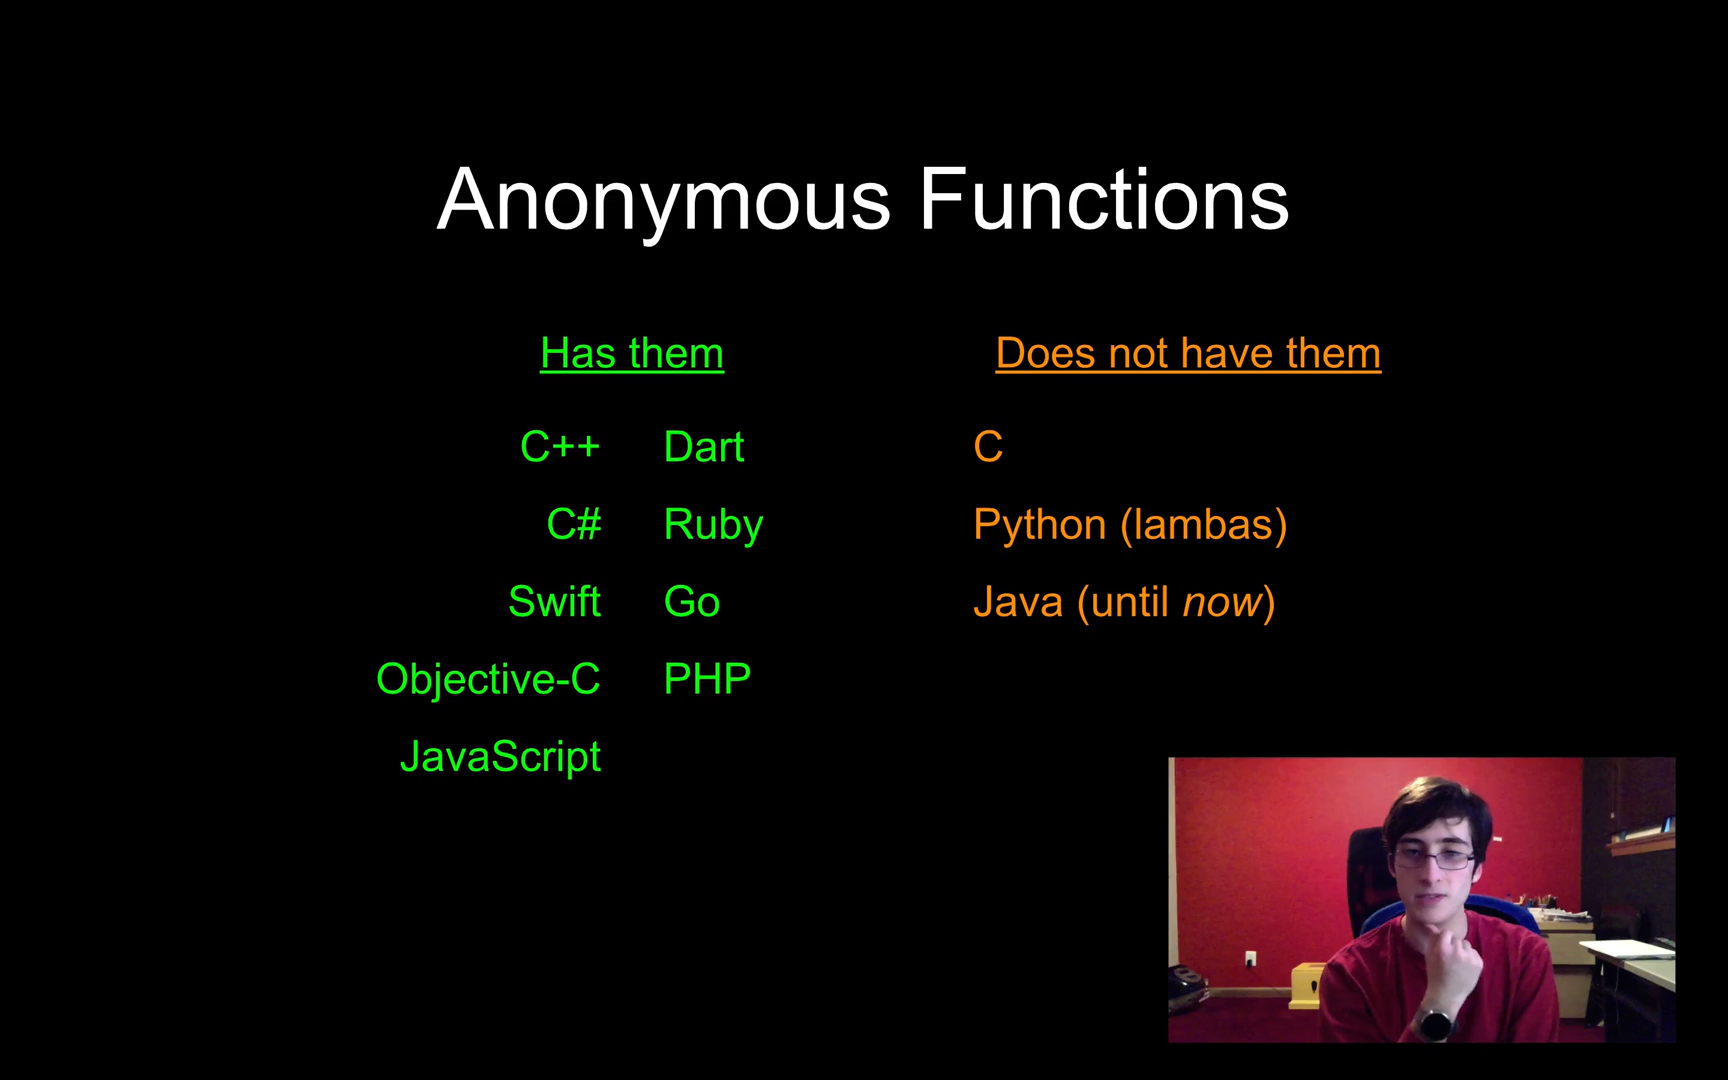 Anonymous Functions
Has them
C++
C#
Swift
Objective-C
JavaScript
Dart
Ruby
Go
PHP
Does not have them
C
Python (lambas)
Java (until now)